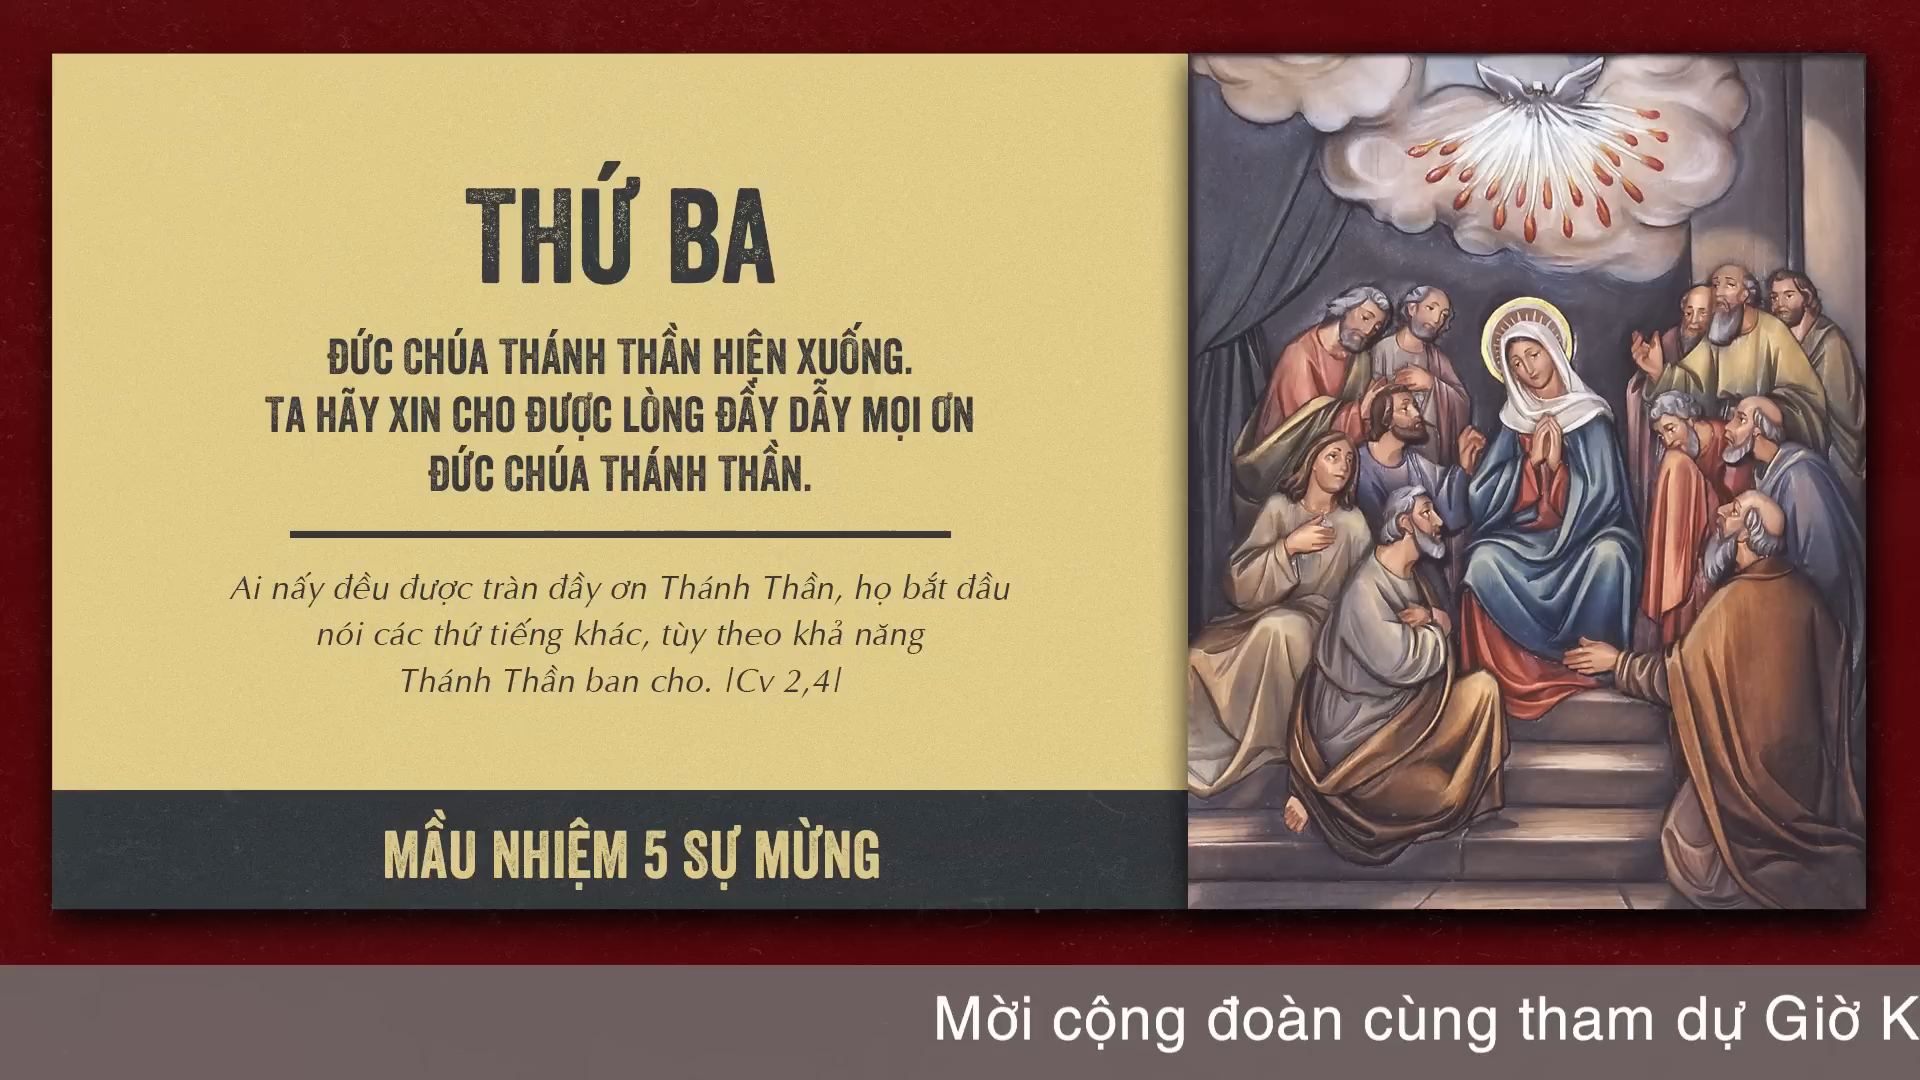 THỨ BA
ĐỨC CHÚA THÁNH THẦN HIỆN XUỐNG.
TA HÃY XIN CHO ĐƯỢC LÒNG ĐẦY DẪY MỌI ƠN
ĐỨC CHÚA THÁNH THẦN.
Ai nấy đều được tràn đầy ơn Thánh Thần, họ bắt đầu
nói các thứ tiếng khác, tùy theo khả năng
Thánh Thần ban cho. |Cv 2,4|
MẦU NHIỆM 5 SỰ MỪNG
Mời cộng đoàn cùng tham dự Giờ K